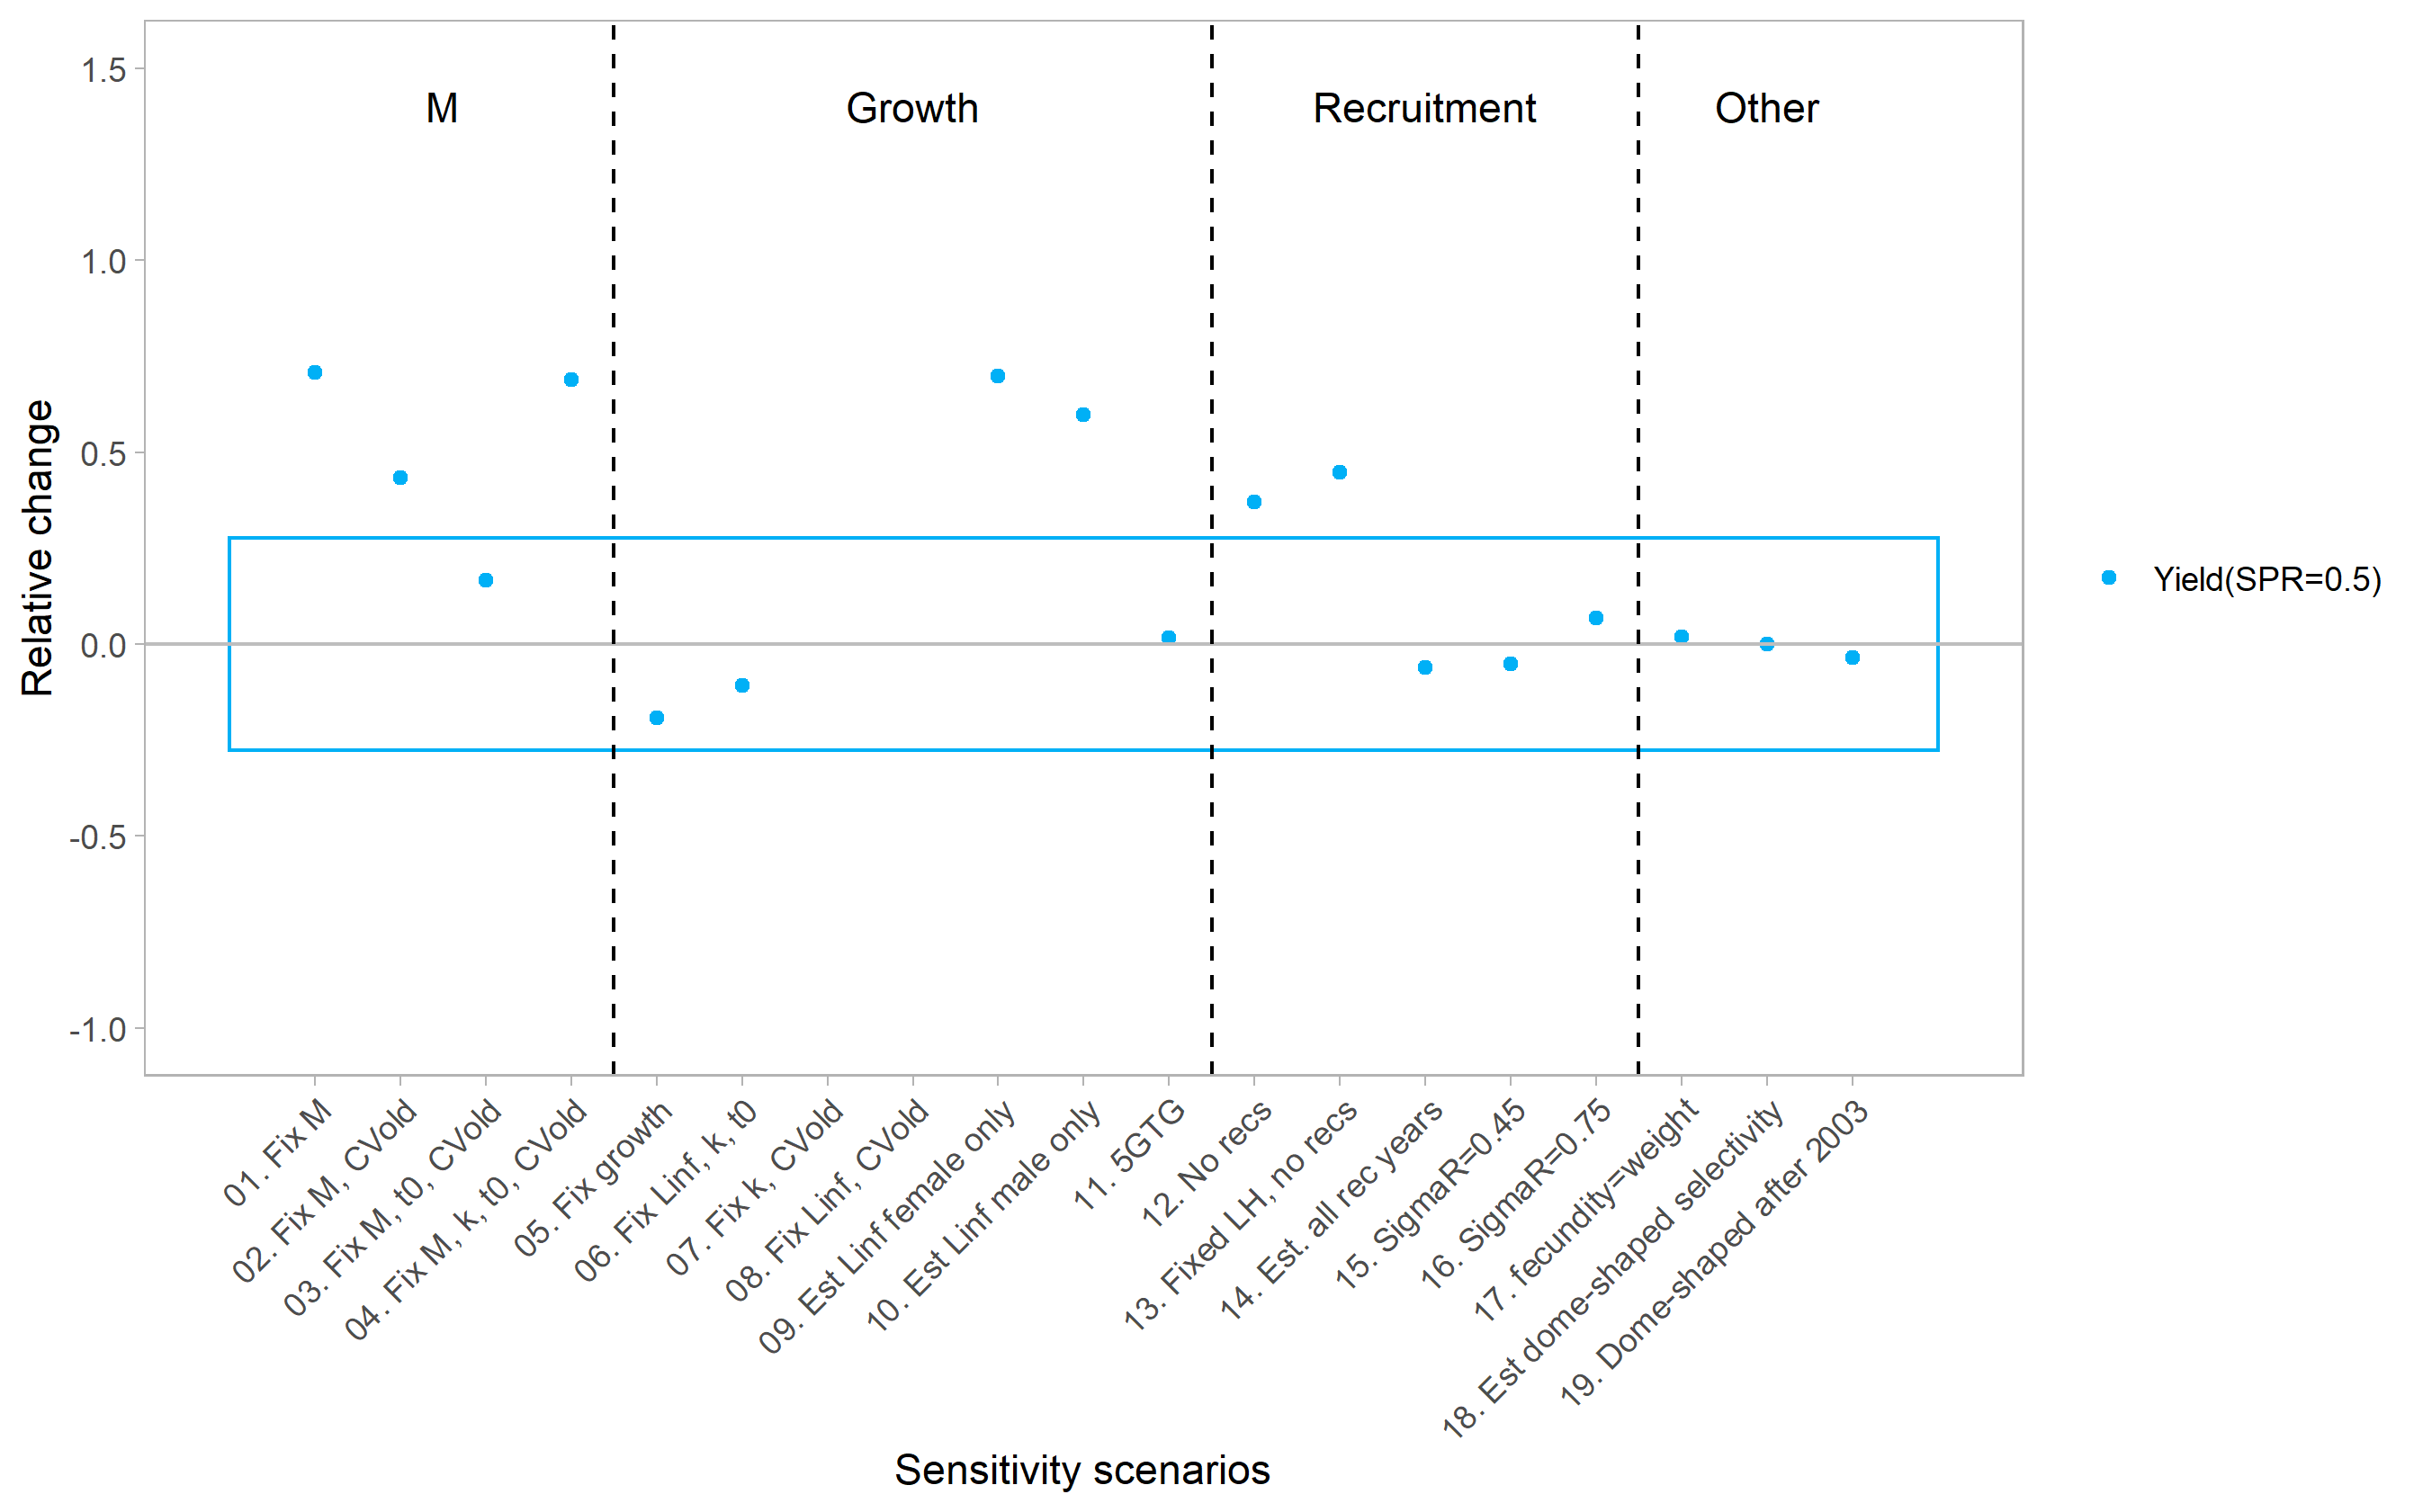 M
Growth
Recruitment
Other
1.5
1.0
0.5
0.0
-0.5
-1.0
Relative change
Yield(SPR=0.5)
01. Fix M
02. Fix M, CVold
03. Fix M, t0, CVold
04. Fix M, k, t0, CVold
05. Fix growth
06. Fix Linf, k, t0
07. Fix k, CVold
08. Fix Linf, CVold
09. Est Linf female only
10. Est Linf male only
11. 5GTG
12. No recs
13. Fixed LH, no recs
14. Est. all rec years
15. SigmaR=0.45
16. SigmaR=0.75
17. fecundity=weight
18. Est dome-shaped selectivity
19. Dome-shaped after 2003
Sensitivity scenarios